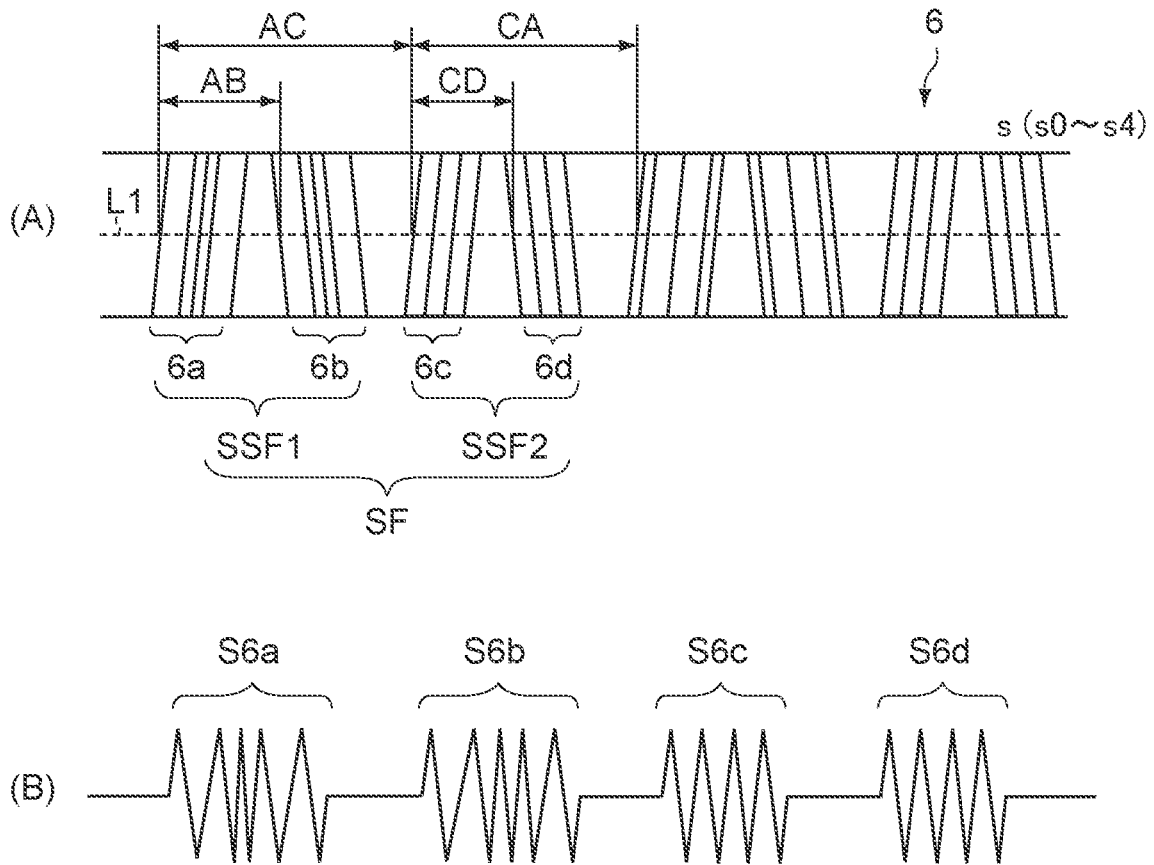 AC CA 6
AB CD
s (s0～s4)
L1
(A)
6a 6b 6c 6d
SSF1 SSF2
SF
S6a S6b S6c S6d
(B)